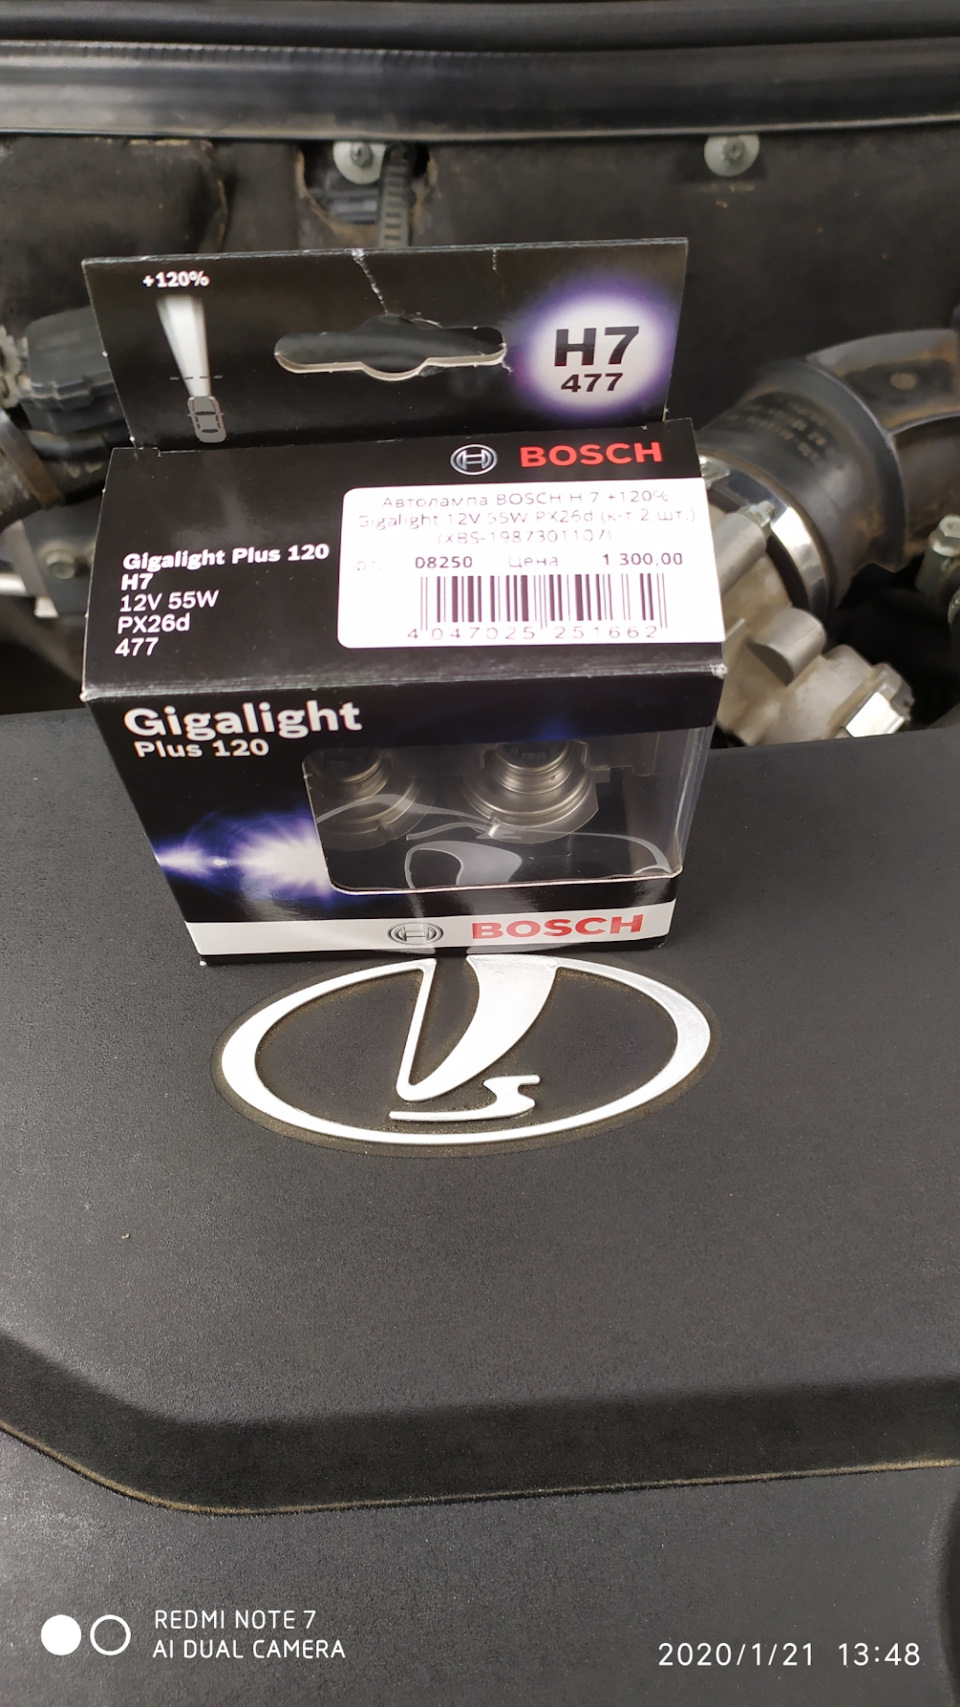 +120%
H7
477
BOSCH
Автолампа BOSCH H 7 +120%
Gigalight 12V 55W PX26d (к-т 2 шт.)
(XBS-1987301107)
08250 Цена 1 300,00
4 047025 251662
Gigalight Plus 120
H7
12V 55W
PX26d
477
Gigalight
Plus 120
BOSCH
REDMI NOTE 7
AI DUAL CAMERA
2020/1/21 13:48